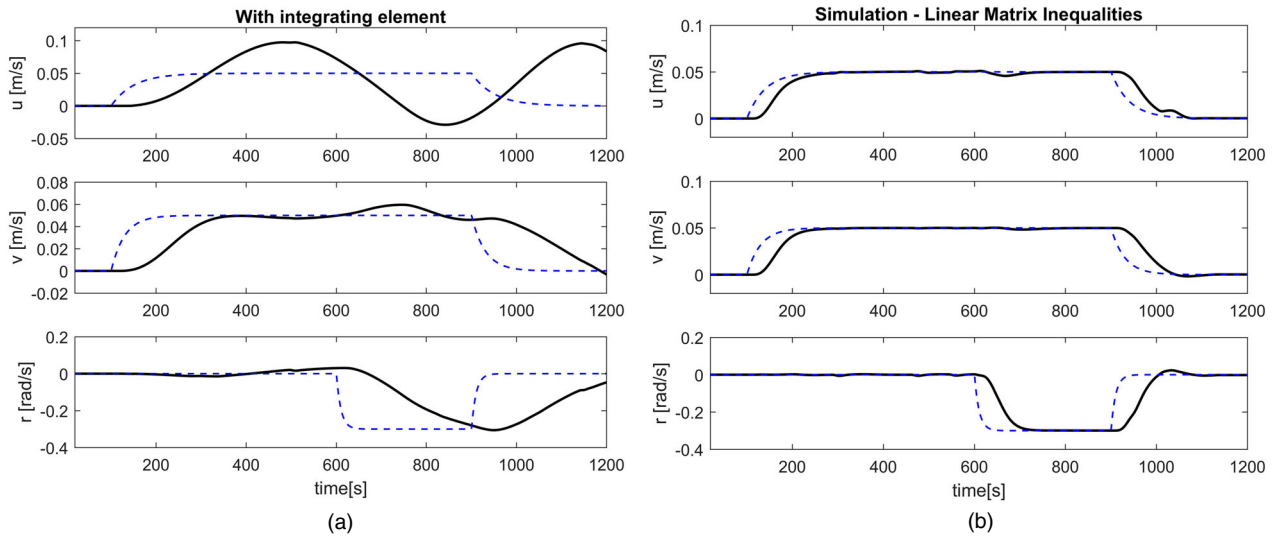 With integrating element
0.1
0.05
0
-0.05
u [m/s]
200 400 600 800 1000 1200
0.08
0.06
0.04
0.02
0
-0.02
v [m/s]
200 400 600 800 1000 1200
0.2
0
-0.2
-0.4
r [rad/s]
200 400 600 800 1000 1200
time[s]
(a)
Simulation - Linear Matrix Inequalities
0.1
0.05
0
u [m/s]
200 400 600 800 1000 1200
0.1
0.05
0
v [m/s]
200 400 600 800 1000 1200
0.2
0
-0.2
-0.4
r [rad/s]
200 400 600 800 1000 1200
time[s]
(b)